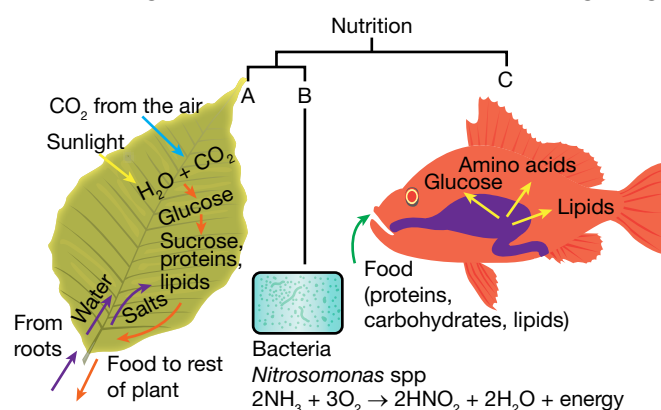 Nutrition
A
B
C
CO₂ from the air
Sunlight
H₂O + CO₂
Glucose
Sucrose,
proteins,
lipids
Water
Salts
From
roots
Food to rest
of plant
Bacteria
Nitrosomonas spp
2NH₃ + 3O₂ → 2HNO₂ + 2H₂O + energy
Amino acids
Glucose
Lipids
Food
(proteins,
carbohydrates, lipids)